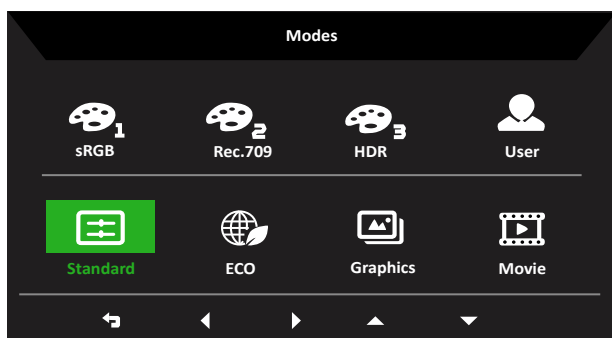 Modes
1 2 3
sRGB Rec.709 HDR User
Standard ECO Graphics Movie